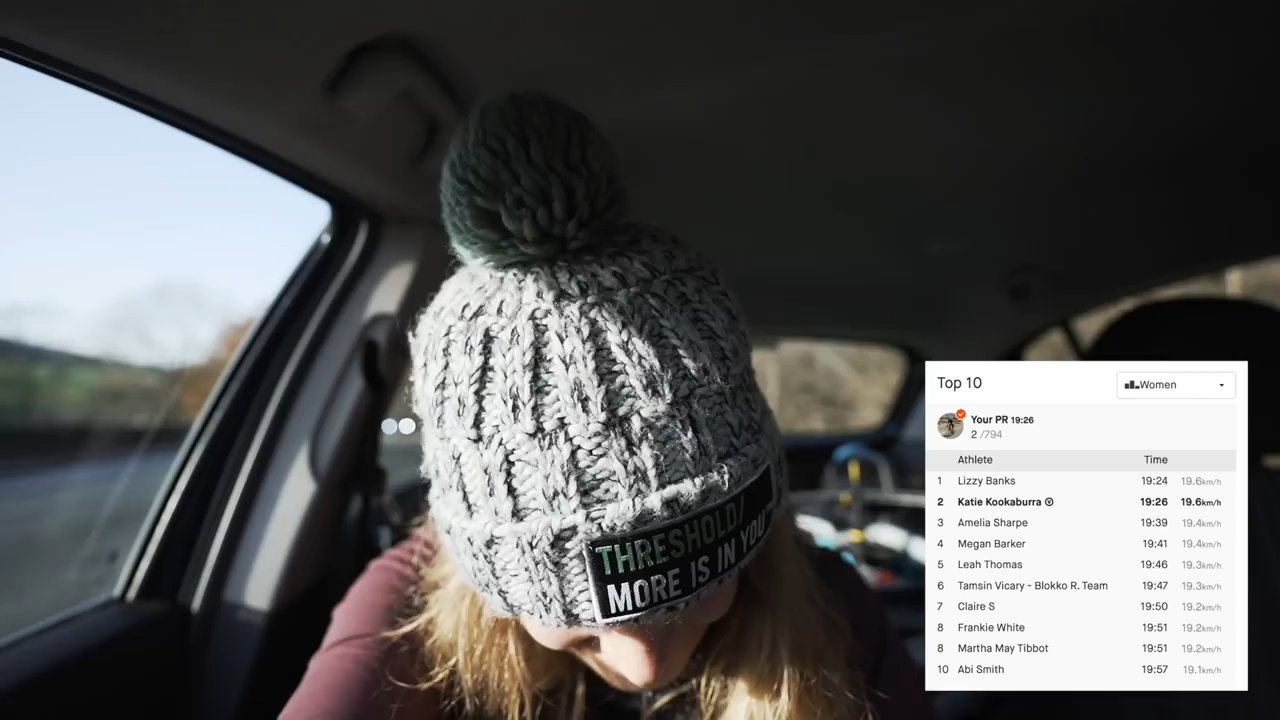 THRESHOLD/
MORE IS IN YOU
Top 10
Women
Your PR 19:26
2 /794
Athlete Time
1 Lizzy Banks 19:24 19.6km/h
2 Katie Kookaburra 19:26 19.6km/h
3 Amelia Sharpe 19:39 19.4km/h
4 Megan Barker 19:41 19.4km/h
5 Leah Thomas 19:46 19.3km/h
6 Tamsin Vicary - Blokko R. Team 19:47 19.3km/h
7 Claire S 19:50 19.2km/h
8 Frankie White 19:51 19.2km/h
8 Martha May Tibbot 19:51 19.2km/h
10 Abi Smith 19:57 19.1km/h